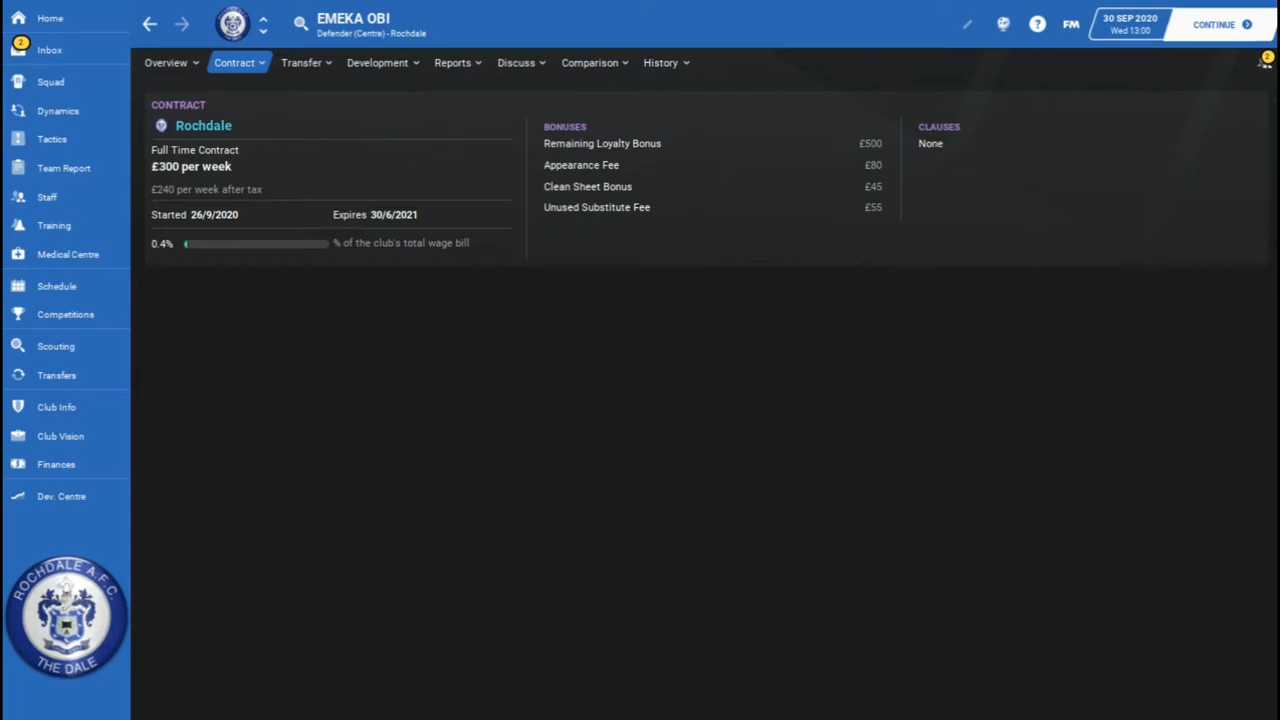 EMEKA OBI
Defender (Centre) - Rochdale
FM
30 SEP 2020
Wed 13:00
CONTINUE
Home
2
Inbox
Squad
Dynamics
Tactics
Team Report
Staff
Training
Medical Centre
Schedule
Competitions
Scouting
Transfers
Club Info
Club Vision
Finances
Dev. Centre
ROCHDALE A.F.C.
THE DALE
Overview
Contract
Transfer
Development
Reports
Discuss
Comparison
History
2
CONTRACT
Rochdale
Full Time Contract
£300 per week
£240 per week after tax
Started 26/9/2020
Expires 30/6/2021
0.4%
% of the club's total wage bill
BONUSES
Remaining Loyalty Bonus £500
Appearance Fee £80
Clean Sheet Bonus £45
Unused Substitute Fee £55
CLAUSES
None